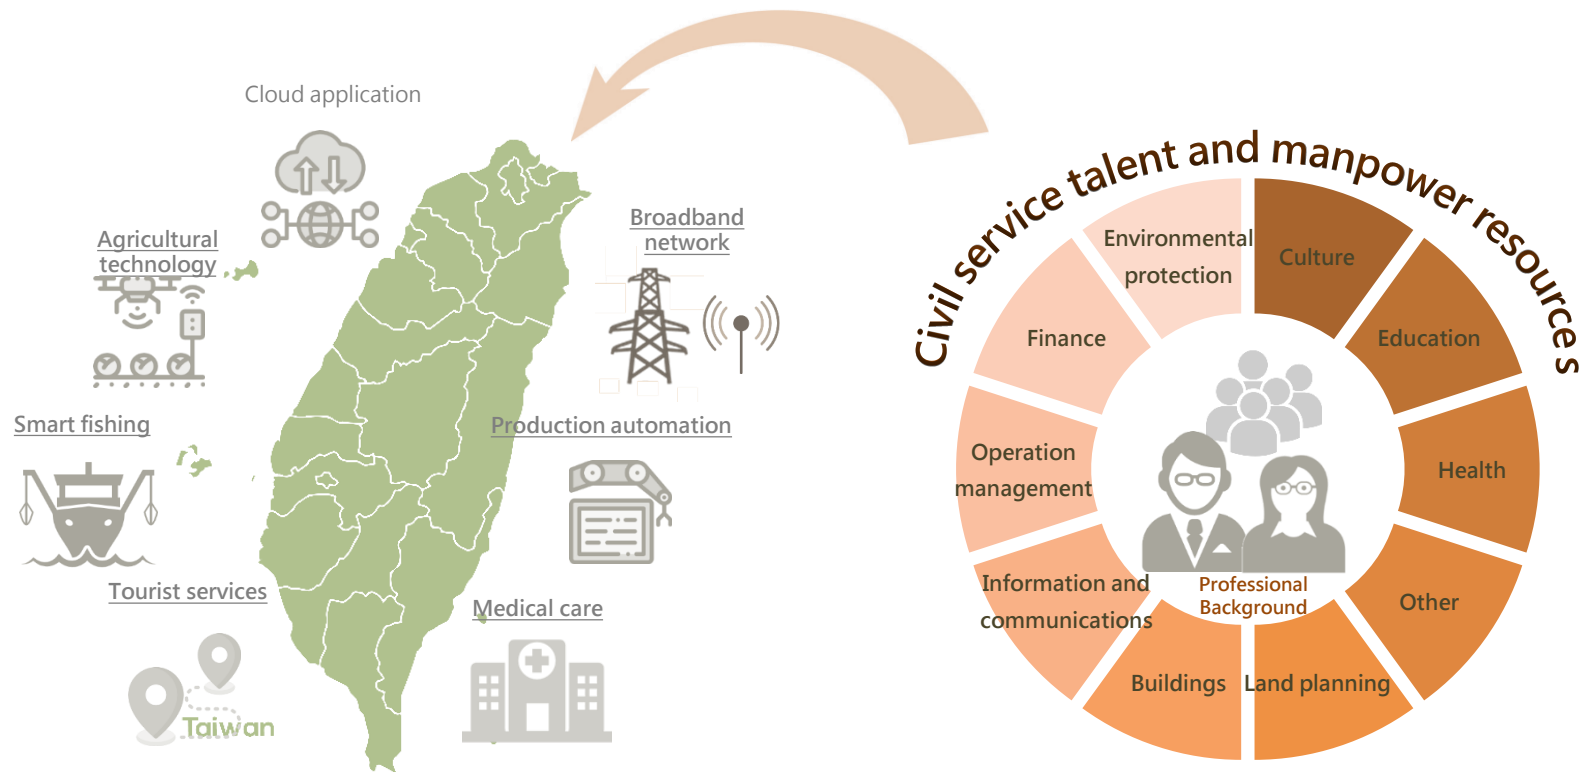 Cloud application
Agricultural
technology
Broadband
network
Smart fishing
Production automation
Tourist services
Medical care
Taiwan
Civil service talent and manpower resources
Culture
Education
Health
Other
Land planning
Buildings
Information and
communications
Operation
management
Finance
Environmental
protection
Professional
Background